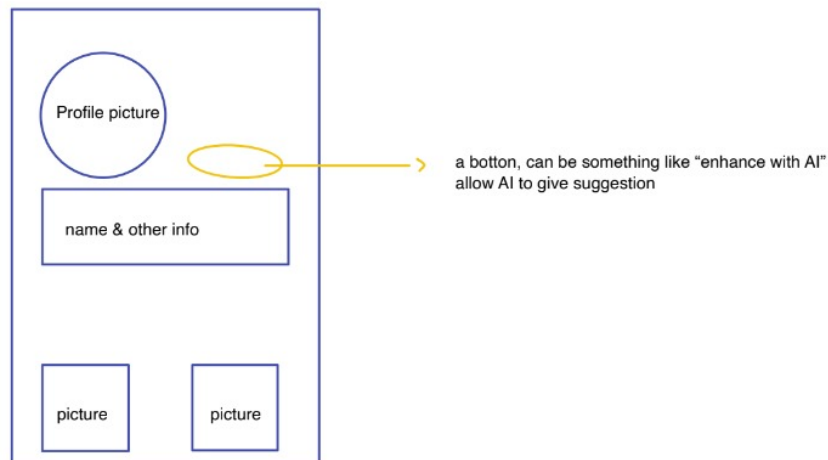 Profile picture
a botton, can be something like “enhance with AI”
allow AI to give suggestion
name & other info
picture
picture